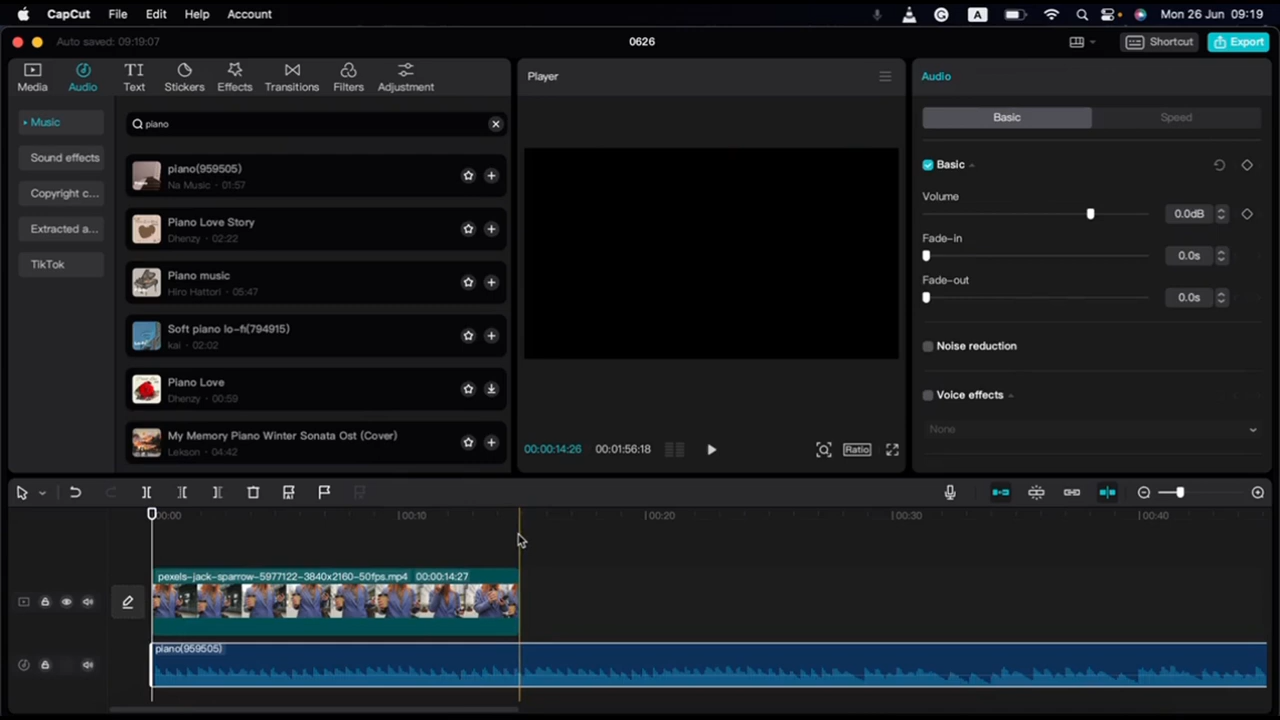 CapCut File Edit Help Account A Mon 26 Jun 09:19
Auto saved: 09:19:07 0626 Shortcut Export
Media Audio TI Text Stickers Effects Transitions Filters Adjustment
Player
Audio
Music
Sound effects
Copyright c...
Extracted a...
TikTok
piano
piano(959505)
Na Music · 01:57
Piano Love Story
Dhenzy · 02:22
Piano music
Hiro Hattori · 05:47
Soft piano lo-fi(794915)
kai · 02:02
Piano Love
Dhenzy · 00:59
My Memory Piano Winter Sonata Ost (Cover)
Lekson · 04:42
00:00:14:26 00:01:56:18 Ratio
Basic Speed
Basic
Volume
0.0dB
Fade-in
0.0s
Fade-out
0.0s
Noise reduction
Voice effects
None
00:00 00:10 00:20 00:30 00:40
pexels-jack-sparrow-5977122-3840x2160-50fps.mp4 00:00:14:27
piano(959505)